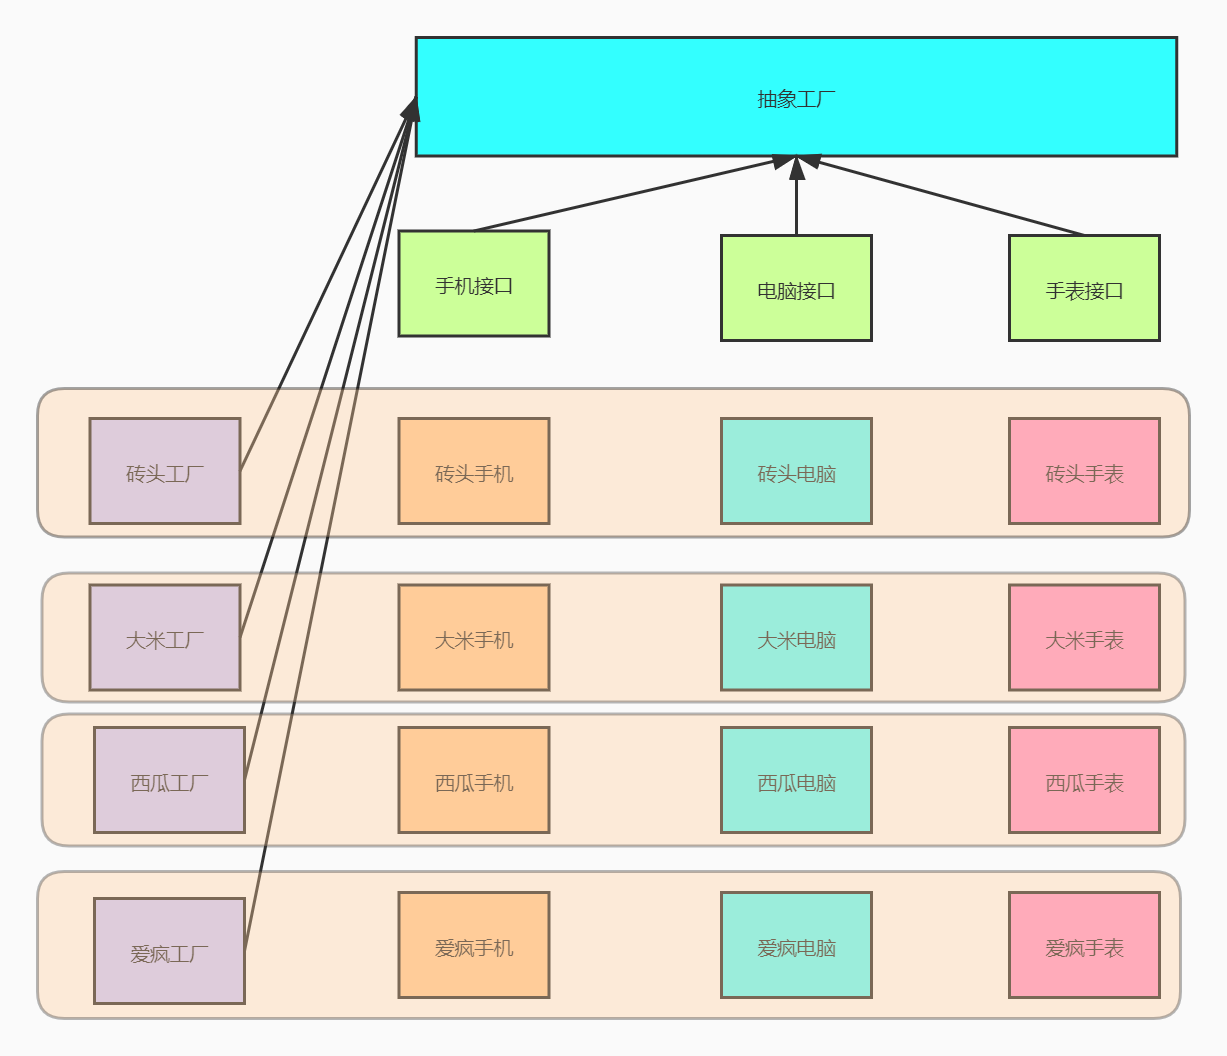 抽象工厂
手机接口
电脑接口
手表接口
砖头工厂
砖头手机
砖头电脑
砖头手表
大米工厂
大米手机
大米电脑
大米手表
西瓜工厂
西瓜手机
西瓜电脑
西瓜手表
爱疯工厂
爱疯手机
爱疯电脑
爱疯手表